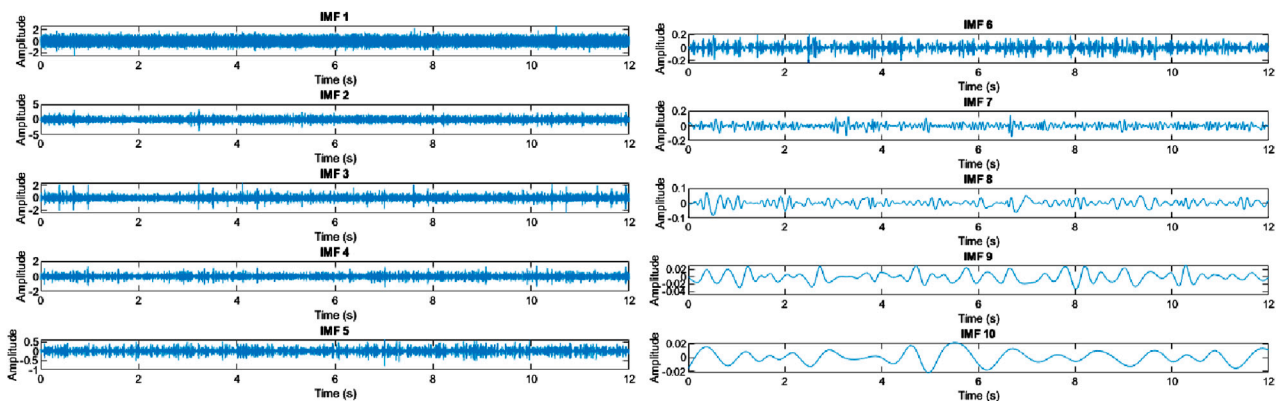 IMF 1
Amplitude
2
0
-2
0 2 4 6 8 10 12
Time (s)
IMF 2
Amplitude
5
0
-5
0 2 4 6 8 10 12
Time (s)
IMF 3
Amplitude
2
0
-2
0 2 4 6 8 10 12
Time (s)
IMF 4
Amplitude
2
0
-2
0 2 4 6 8 10 12
Time (s)
IMF 5
Amplitude
0.5
0
-0.5
-1
0 2 4 6 8 10 12
Time (s)
IMF 6
Amplitude
0.2
0
-0.2
0 2 4 6 8 10 12
Time (s)
IMF 7
Amplitude
0.2
0
-0.2
0 2 4 6 8 10 12
Time (s)
IMF 8
Amplitude
0.1
0
-0.1
0 2 4 6 8 10 12
Time (s)
IMF 9
Amplitude
0.02
0
-0.02
-0.04
0 2 4 6 8 10 12
Time (s)
IMF 10
Amplitude
0.02
0
-0.02
0 2 4 6 8 10 12
Time (s)